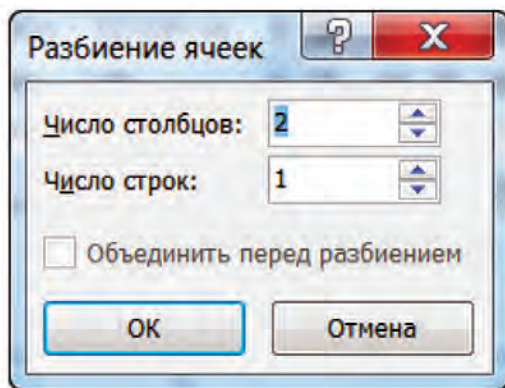 Разбиение ячеек
Число столбцов: 2
Число строк: 1
Объединить перед разбиением
ОК Отмена